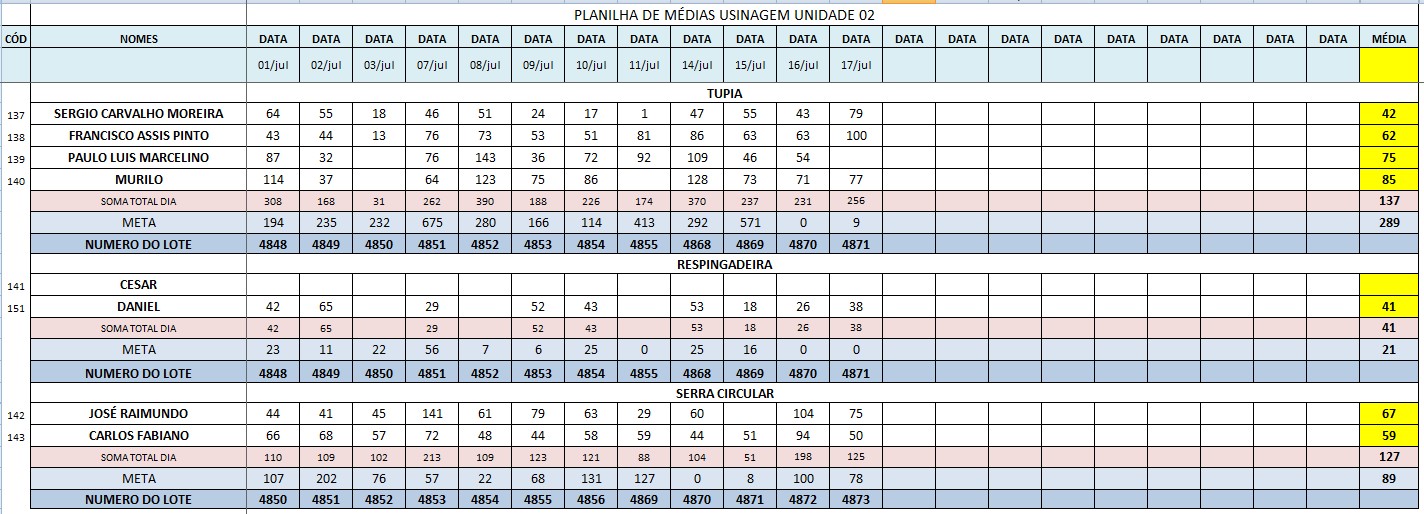 PLANILHA DE MÉDIAS USINAGEM UNIDADE 02
CÓD NOMES DATA DATA DATA DATA DATA DATA DATA DATA DATA DATA DATA DATA DATA DATA DATA DATA DATA DATA DATA DATA DATA MÉDIA
01/jul 02/jul 03/jul 07/jul 08/jul 09/jul 10/jul 11/jul 14/jul 15/jul 16/jul 17/jul
TUPIA
137 SERGIO CARVALHO MOREIRA 64 55 18 46 51 24 17 1 47 55 43 79 42
138 FRANCISCO ASSIS PINTO 43 44 13 76 73 53 51 81 86 63 63 100 62
139 PAULO LUIS MARCELINO 87 32 76 143 36 72 92 109 46 54 75
140 MURILO 114 37 64 123 75 86 128 73 71 77 85
SOMA TOTAL DIA 308 168 31 262 390 188 226 174 370 237 231 256 137
META 194 235 232 675 280 166 114 413 292 571 0 9 289
NUMERO DO LOTE 4848 4849 4850 4851 4852 4853 4854 4855 4868 4869 4870 4871
RESPINGADEIRA
141 CESAR
151 DANIEL 42 65 29 52 43 53 18 26 38 41
SOMA TOTAL DIA 42 65 29 52 43 53 18 26 38 41
META 23 11 22 56 7 6 25 0 25 16 0 0 21
NUMERO DO LOTE 4848 4849 4850 4851 4852 4853 4854 4855 4868 4869 4870 4871
SERRA CIRCULAR
142 JOSÉ RAIMUNDO 44 41 45 141 61 79 63 29 60 104 75 67
143 CARLOS FABIANO 66 68 57 72 48 44 58 59 44 51 94 50 59
SOMA TOTAL DIA 110 109 102 213 109 123 121 88 104 51 198 125 127
META 107 202 76 57 22 68 131 127 0 8 100 78 89
NUMERO DO LOTE 4850 4851 4852 4853 4854 4855 4856 4869 4870 4871 4872 4873